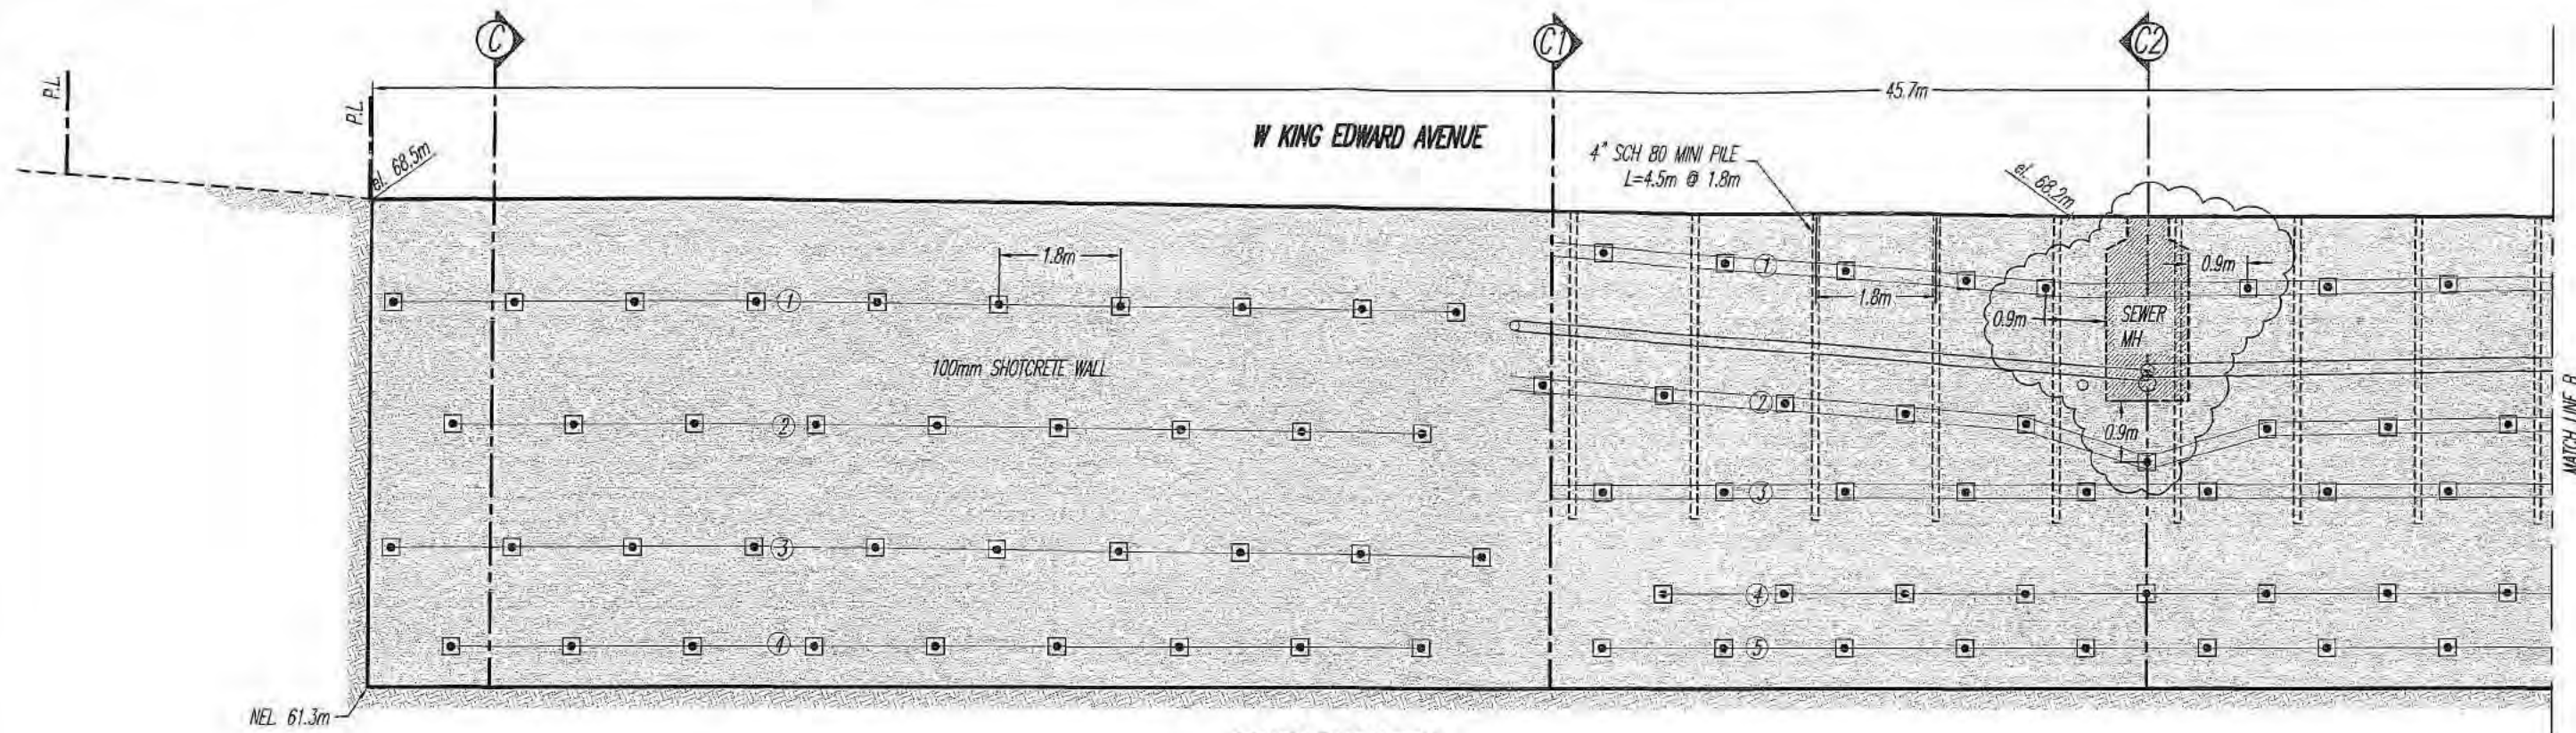 C
C1
C2
P.L.
P.L.
45.7m
W KING EDWARD AVENUE
el. 68.5m
4" SCH 80 MINI PILE
L=4.5m @ 1.8m
el. 68.2m
1.8m
1
1
0.9m
1.8m
0.9m
SEWER
MH
100mm SHOTCRETE WALL
2
2
0.9m
MATCH LINE B
3
3
4
4
5
NEL 61.3m